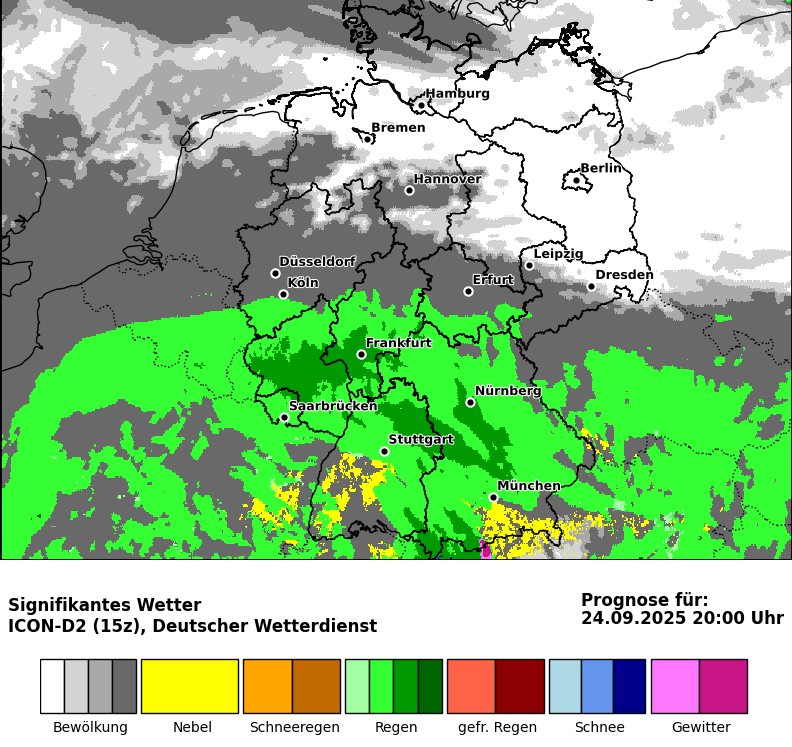 Hamburg
Bremen
Berlin
Hannover
Leipzig
Düsseldorf
Dresden
Köln
Erfurt
Frankfurt
Nürnberg
Saarbrücken
Stuttgart
München
Signifikantes Wetter
ICON-D2 (15z), Deutscher Wetterdienst
Prognose für:
24.09.2025 20:00 Uhr
Bewölkung
Nebel
Schneeregen
Regen
gefr. Regen
Schnee
Gewitter